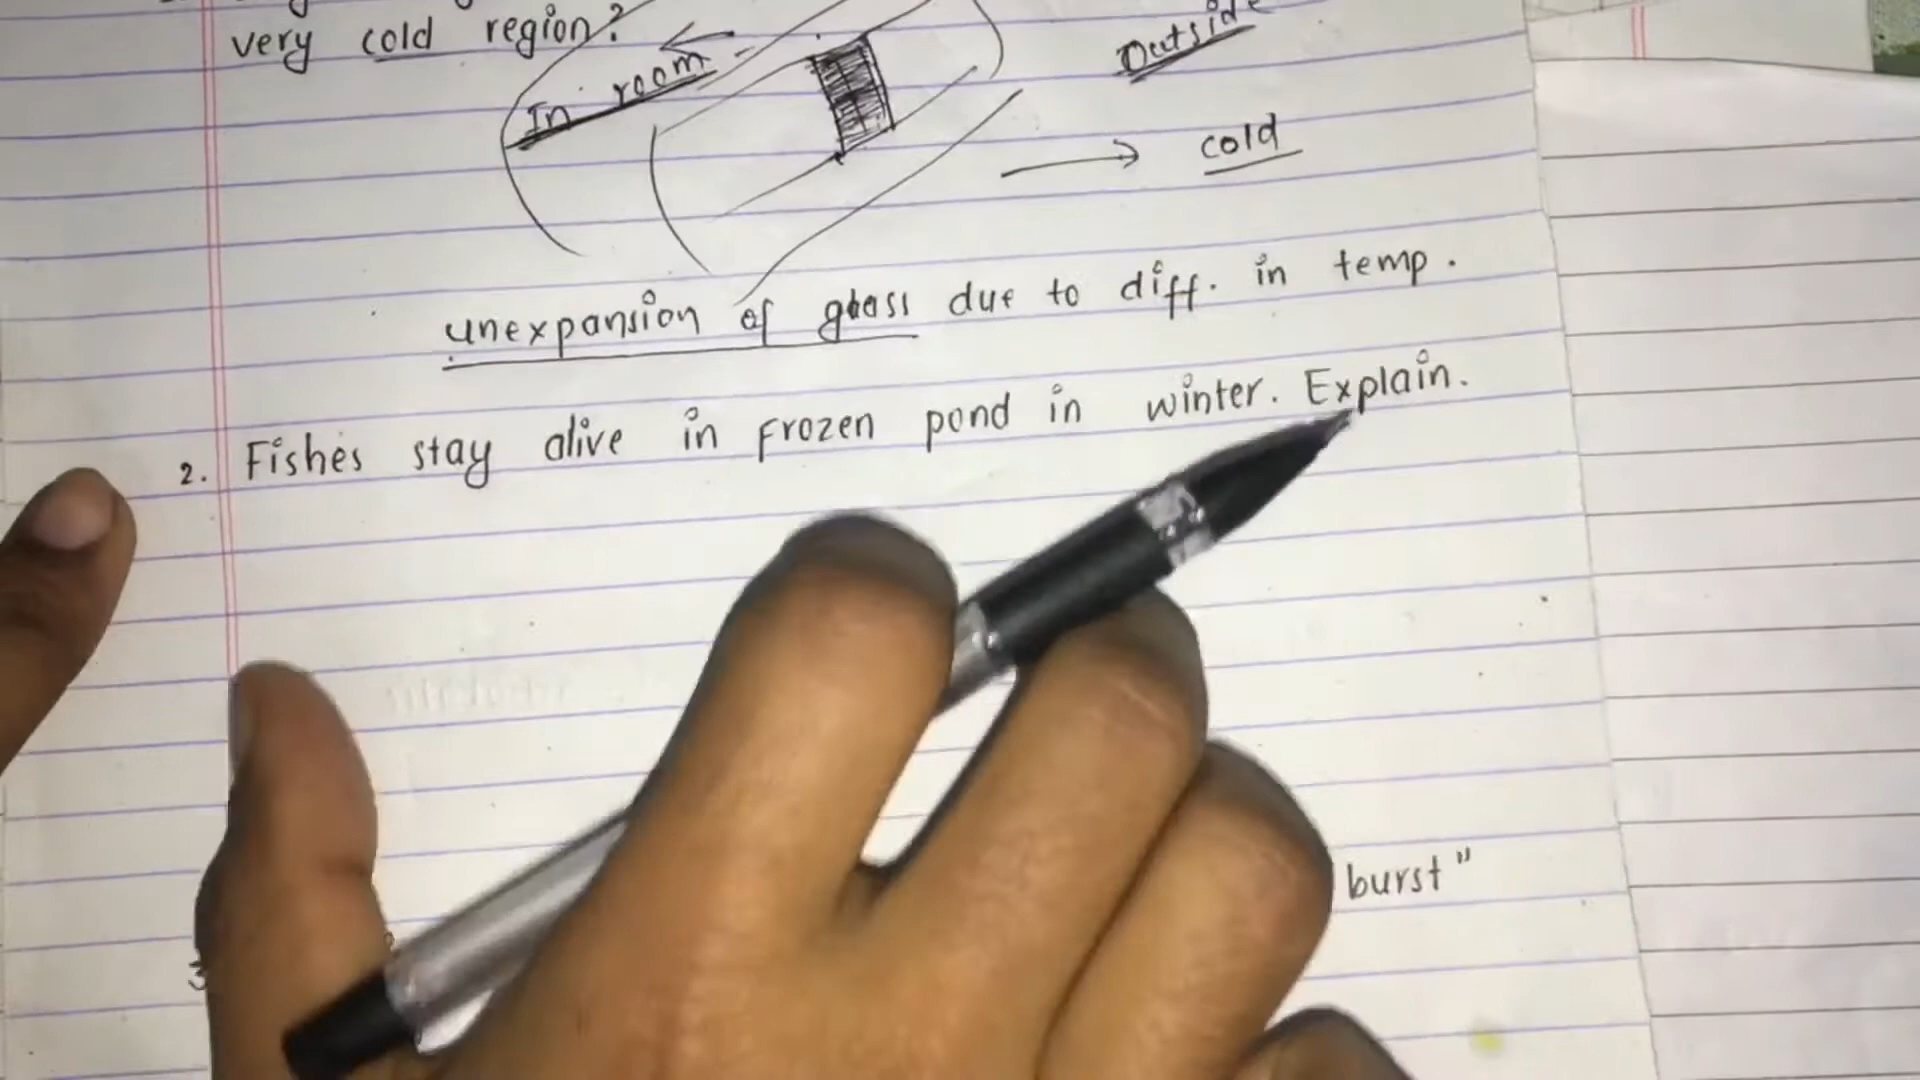 very cold region?
In room
Outside
cold
unexpansion of glass due to diff. in temp.
2. Fishes stay alive in frozen pond in winter. Explain.
burst"
3